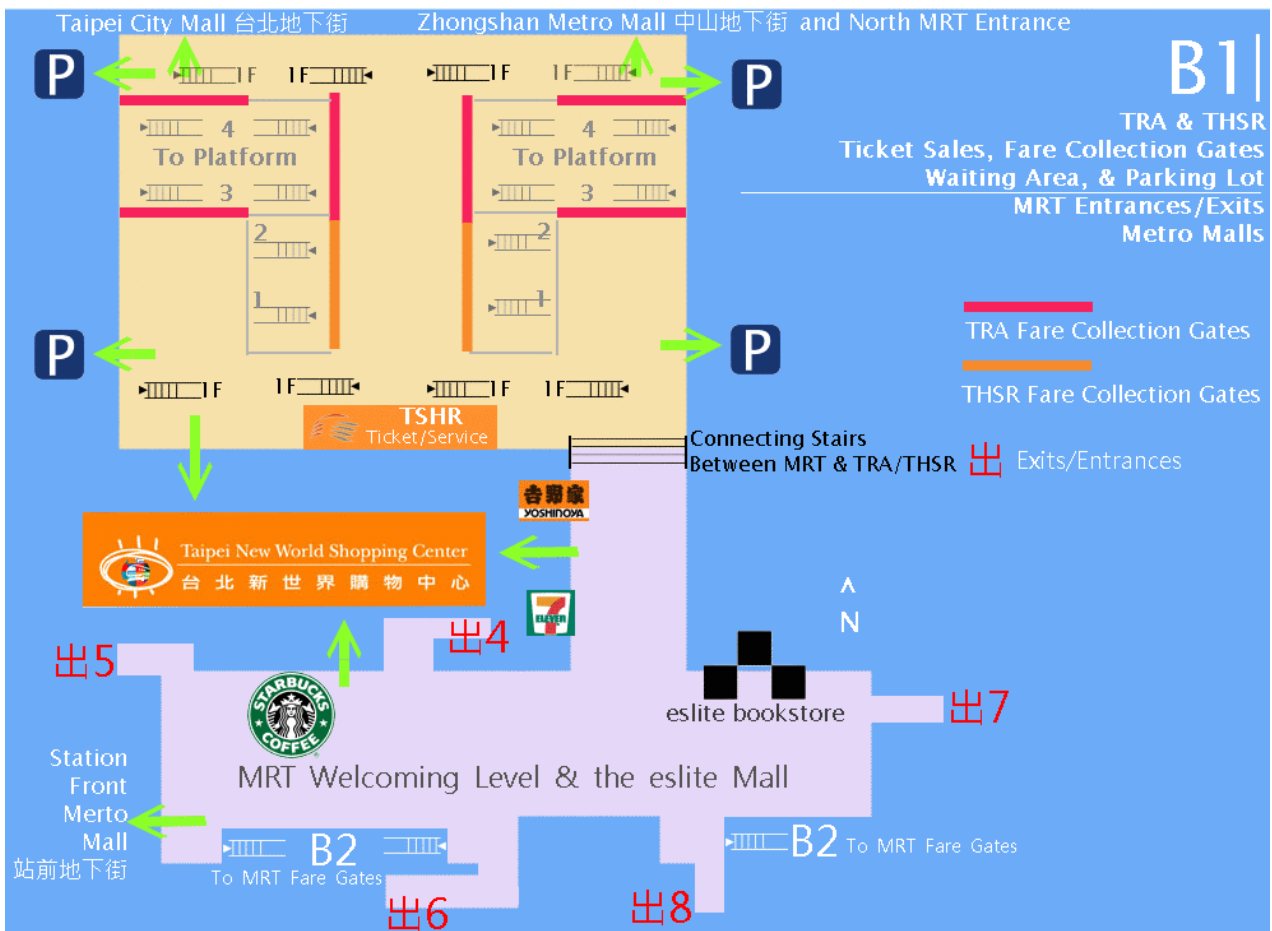 Taipei City Mall 台北地下街
Zhongshan Metro Mall 中山地下街 and North MRT Entrance
P
1F
1F
1F
1F
P
B1
TRA & THSR
Ticket Sales, Fare Collection Gates
Waiting Area, & Parking Lot
MRT Entrances/Exits
Metro Malls
4
To Platform
3
2
1
4
To Platform
3
2
1
TRA Fare Collection Gates
THSR Fare Collection Gates
出 Exits/Entrances
P
P
1F
1F
1F
1F
TSHR
Ticket/Service
Connecting Stairs
Between MRT & TRA/THSR
吉野家
YOSHINOYA
Taipei New World Shopping Center
台北新世界購物中心
7
ELEVEN
N
出4
出5
STARBUCKS
COFFEE
eslite bookstore
出7
MRT Welcoming Level & the eslite Mall
Station
Front
Merto
Mall
站前地下街
B2
To MRT Fare Gates
B2 To MRT Fare Gates
出6
出8